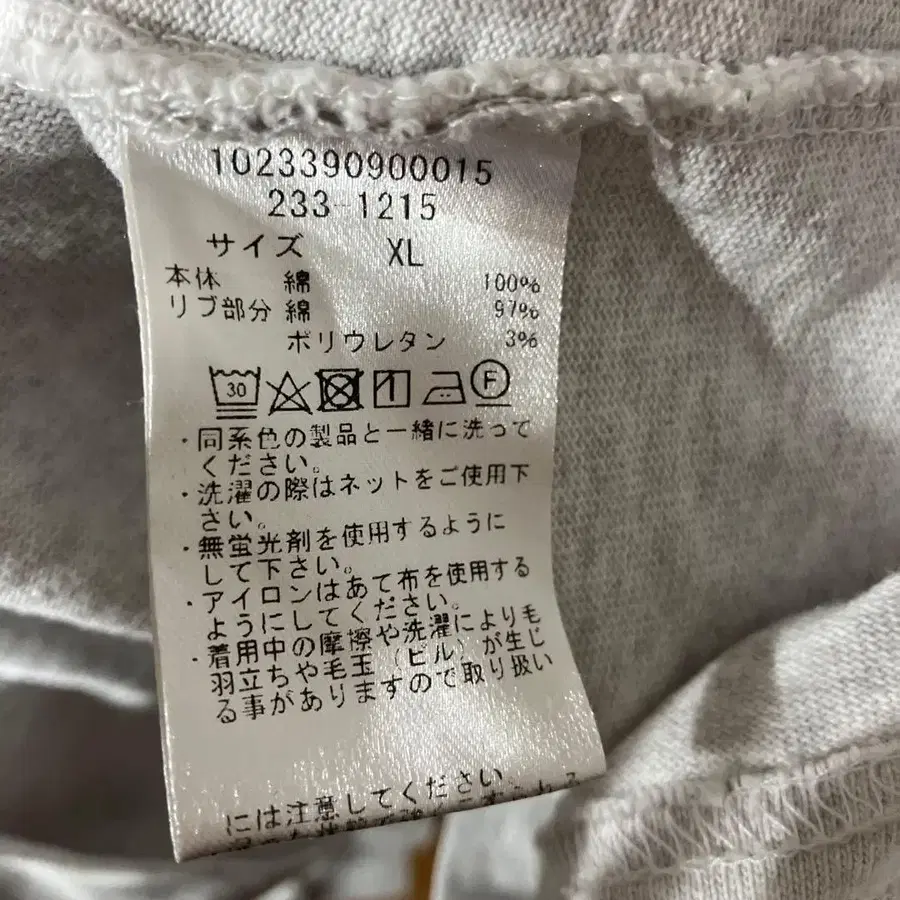 1023390900015
233-1215
サイズ XL
本体 綿 100%
リブ部分 綿 97%
ポリウレタン 3%
30 F
・同系色の製品と一緒に洗って
ください。
・洗濯の際はネットをご使用下
さい。
・無蛍光剤を使用するように
して下さい。
・アイロンはあて布を使用する
ようにしてください。
・着用中の摩擦や洗濯により毛
羽立ちや毛玉(ピル)が生じ
る事がありますので取り扱い
には注意してください